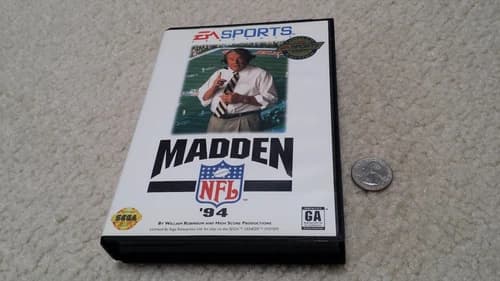 EA SPORTS
MADDEN
NFL
'94
SEGA
GA
BY WILLIAM ROBINSON AND HIGH SCORE PRODUCTIONS